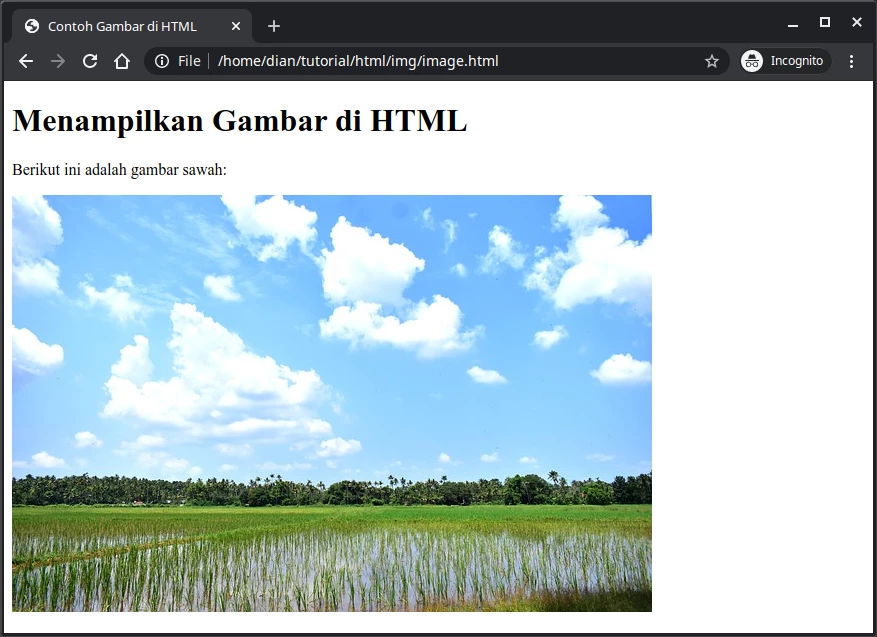 Contoh Gambar di HTML
File /home/dian/tutorial/html/img/image.html
Incognito
Menampilkan Gambar di HTML
Berikut ini adalah gambar sawah: